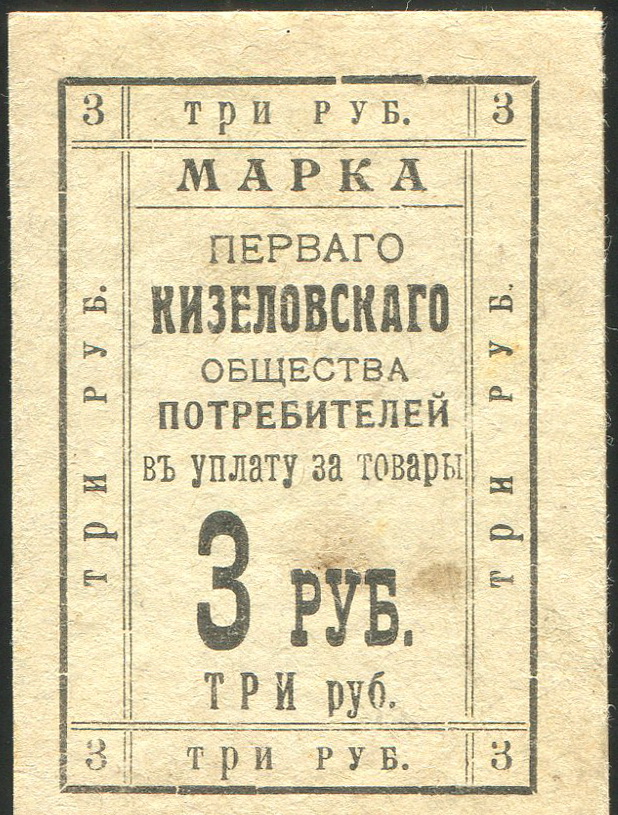 3 три РУБ. 3
МАРКА
ПЕРВАГО
КИЗЕЛОВСКАГО
ОБЩЕСТВА
ПОТРЕБИТЕЛЕЙ
въ уплату за товары
3 РУБ.
ТРИ руб.
три РУБ.
три РУБ.
3 три РУБ. 3